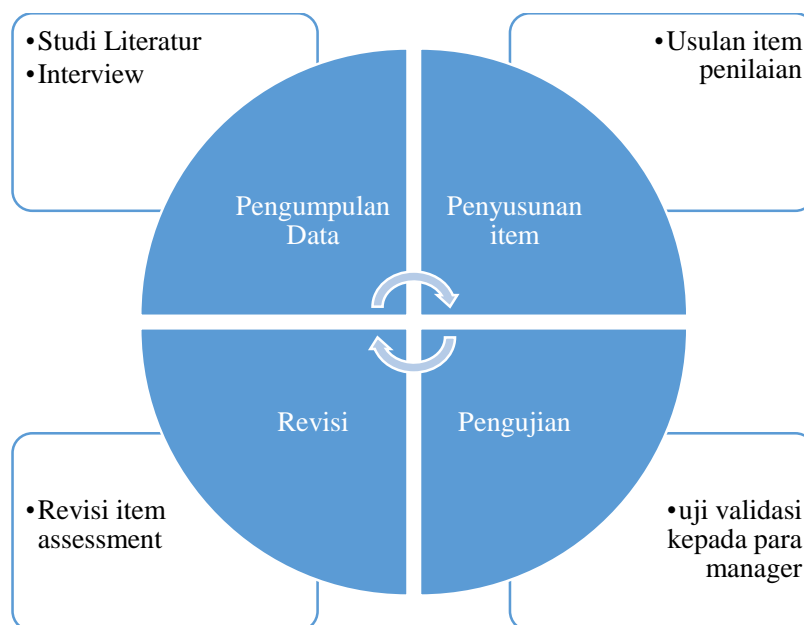 •Studi Literatur
•Interview
•Usulan item
penilaian
Pengumpulan
Data
Penyusunan
item
Revisi
Pengujian
•Revisi item
assessment
•uji validasi
kepada para
manager